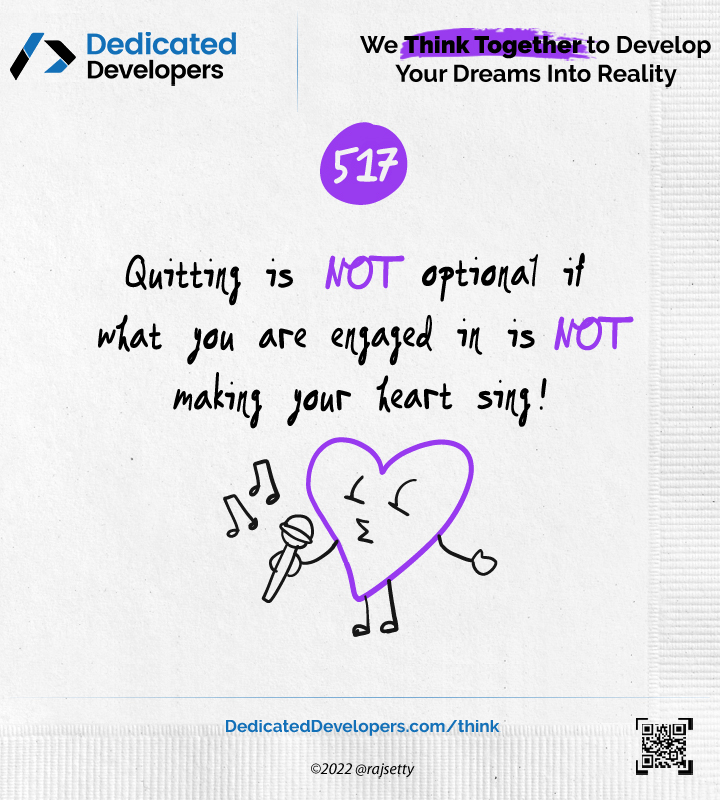 Dedicated
Developers
We Think Together to Develop
Your Dreams Into Reality
517
Quitting is NOT optional if
what you are engaged in is NOT
making your heart sing!
DedicatedDevelopers.com/think
©2022 @rajsetty